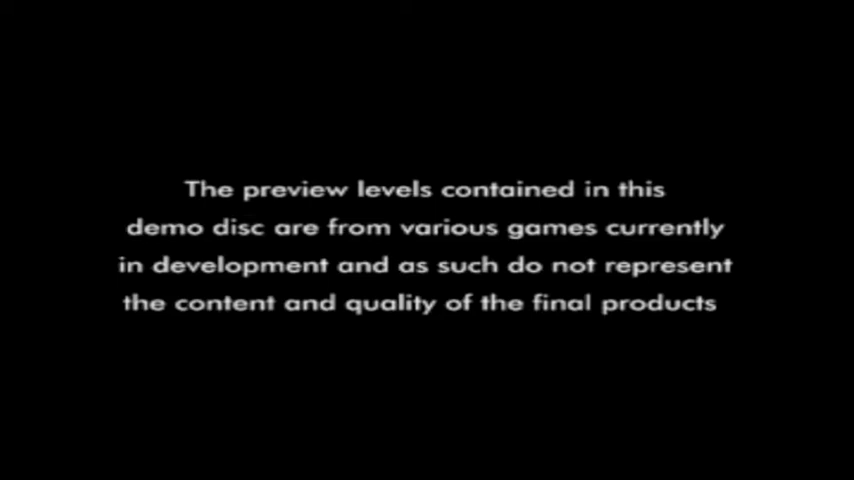 The preview levels contained in this
demo disc are from various games currently
in development and as such do not represent
the content and quality of the final products